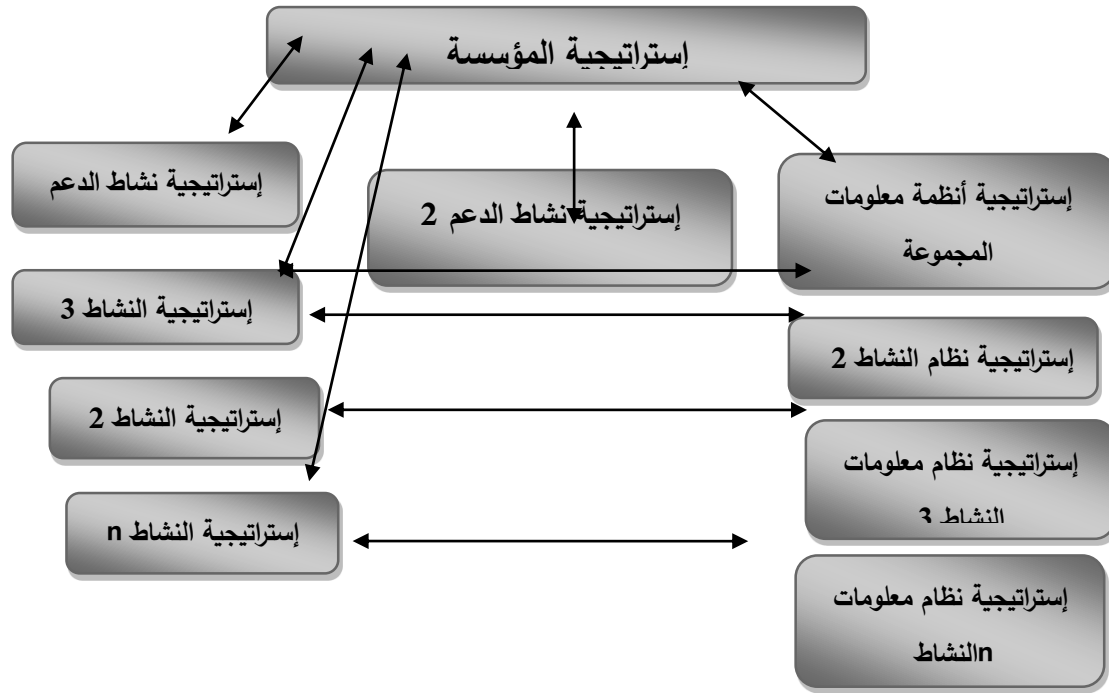 إستراتيجية المؤسسة
إستراتيجية نشاط الدعم
إستراتيجية نشاط الدعم 2
إستراتيجية أنظمة معلومات
المجموعة
إستراتيجية النشاط 3
إستراتيجية نظام النشاط 2
إستراتيجية النشاط 2
إستراتيجية نظام معلومات
النشاط 3
إستراتيجية النشاط n
إستراتيجية نظام معلومات
nالنشاط